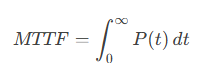 MTTF = ∫₀^∞ P(t) dt